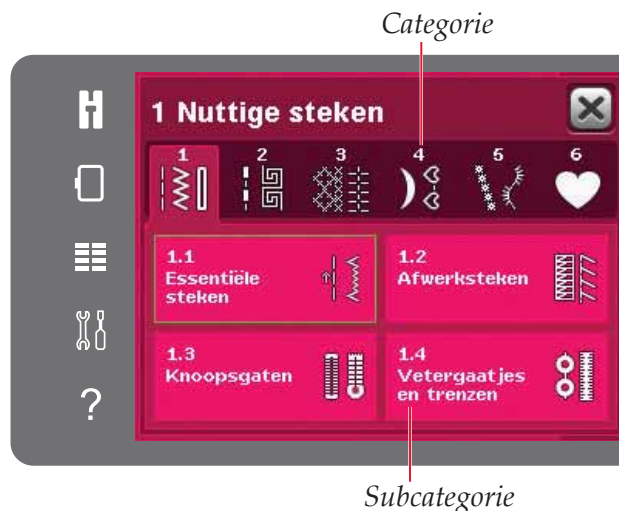 Categorie
1 Nuttige steken
1 2 3 4 5 6
1.1
Essentiële
steken
1.2
Afwerksteken
1.3
Knoopsgaten
1.4
Vetergaatjes
en trenzen
?
Subcategorie